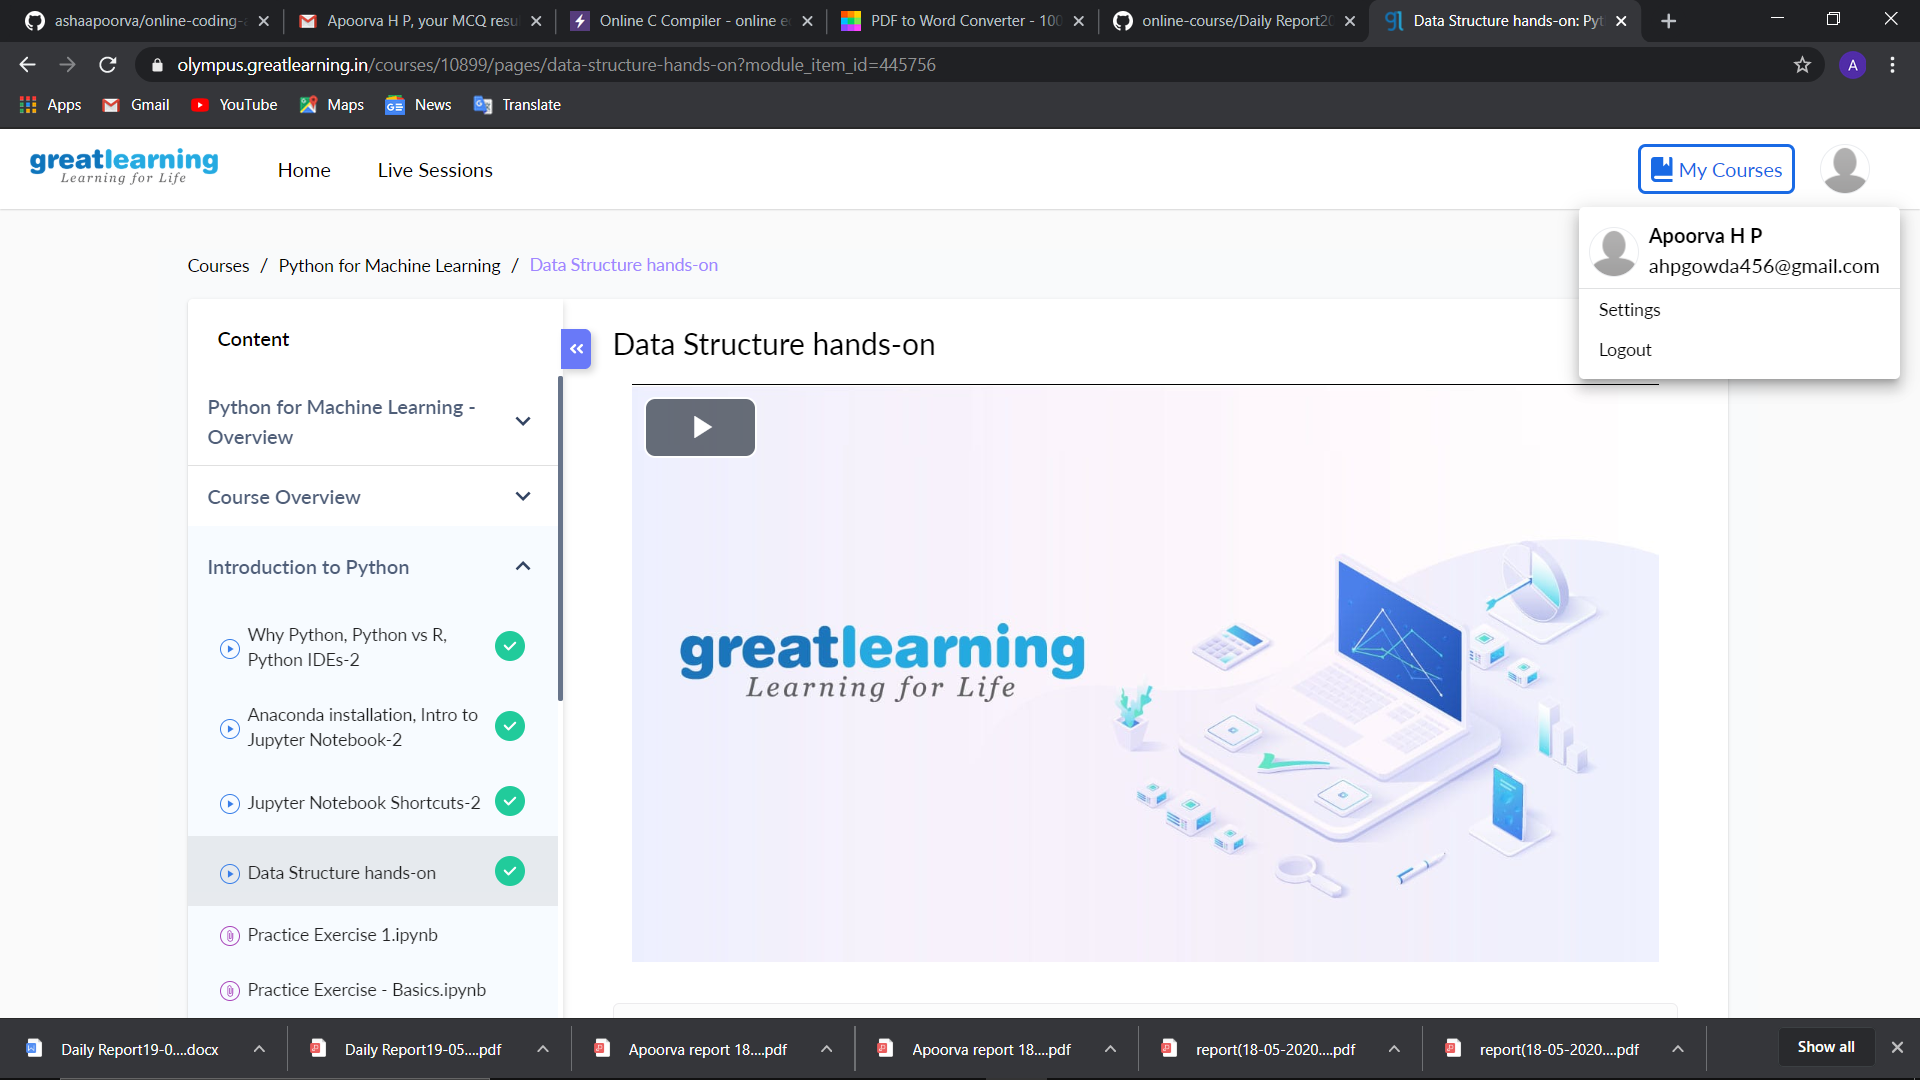 ashaapoorva/online-coding-
Apoorva H P, your MCQ resu
Online C Compiler - online e
PDF to Word Converter - 100
online-course/Daily Report20
Data Structure hands-on: Pyt
olympus.greatlearning.in/courses/10899/pages/data-structure-hands-on?module_item_id=445756
A
Apps
Gmail
YouTube
Maps
News
Translate
greatlearning
Learning for Life
Home
Live Sessions
My Courses
Apoorva H P
ahpgowda456@gmail.com
Settings
Logout
Courses / Python for Machine Learning / Data Structure hands-on
Content
Python for Machine Learning -
Overview
Course Overview
Introduction to Python
Why Python, Python vs R,
Python IDEs-2
Anaconda installation, Intro to
Jupyter Notebook-2
Jupyter Notebook Shortcuts-2
Data Structure hands-on
Practice Exercise 1.ipynb
Practice Exercise - Basics.ipynb
Data Structure hands-on
greatlearning
Learning for Life
Daily Report19-0....docx
Daily Report19-05....pdf
Apoorva report 18....pdf
Apoorva report 18....pdf
report(18-05-2020....pdf
report(18-05-2020....pdf
Show all